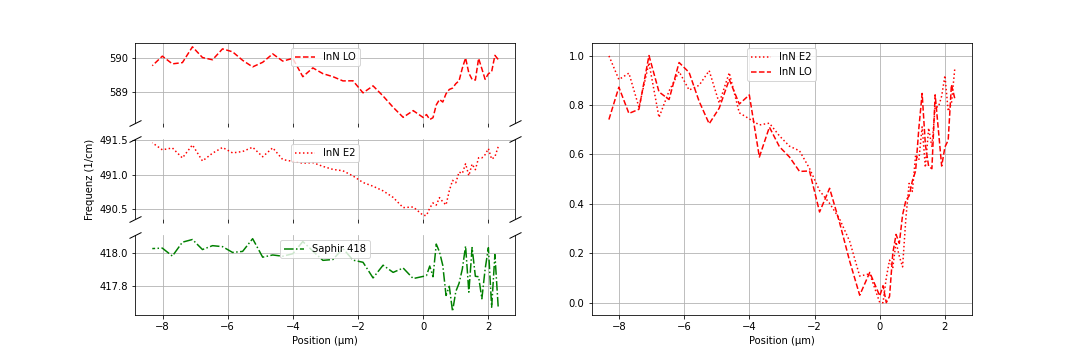 590
InN LO
589
491.5
InN E2
491.0
490.5
Frequenz (1/cm)
Saphir 418
418.0
417.8
−8 −6 −4 −2 0 2
Position (μm)
1.0
InN E2
InN LO
0.8
0.6
0.4
0.2
0.0
−8 −6 −4 −2 0 2
Position (μm)